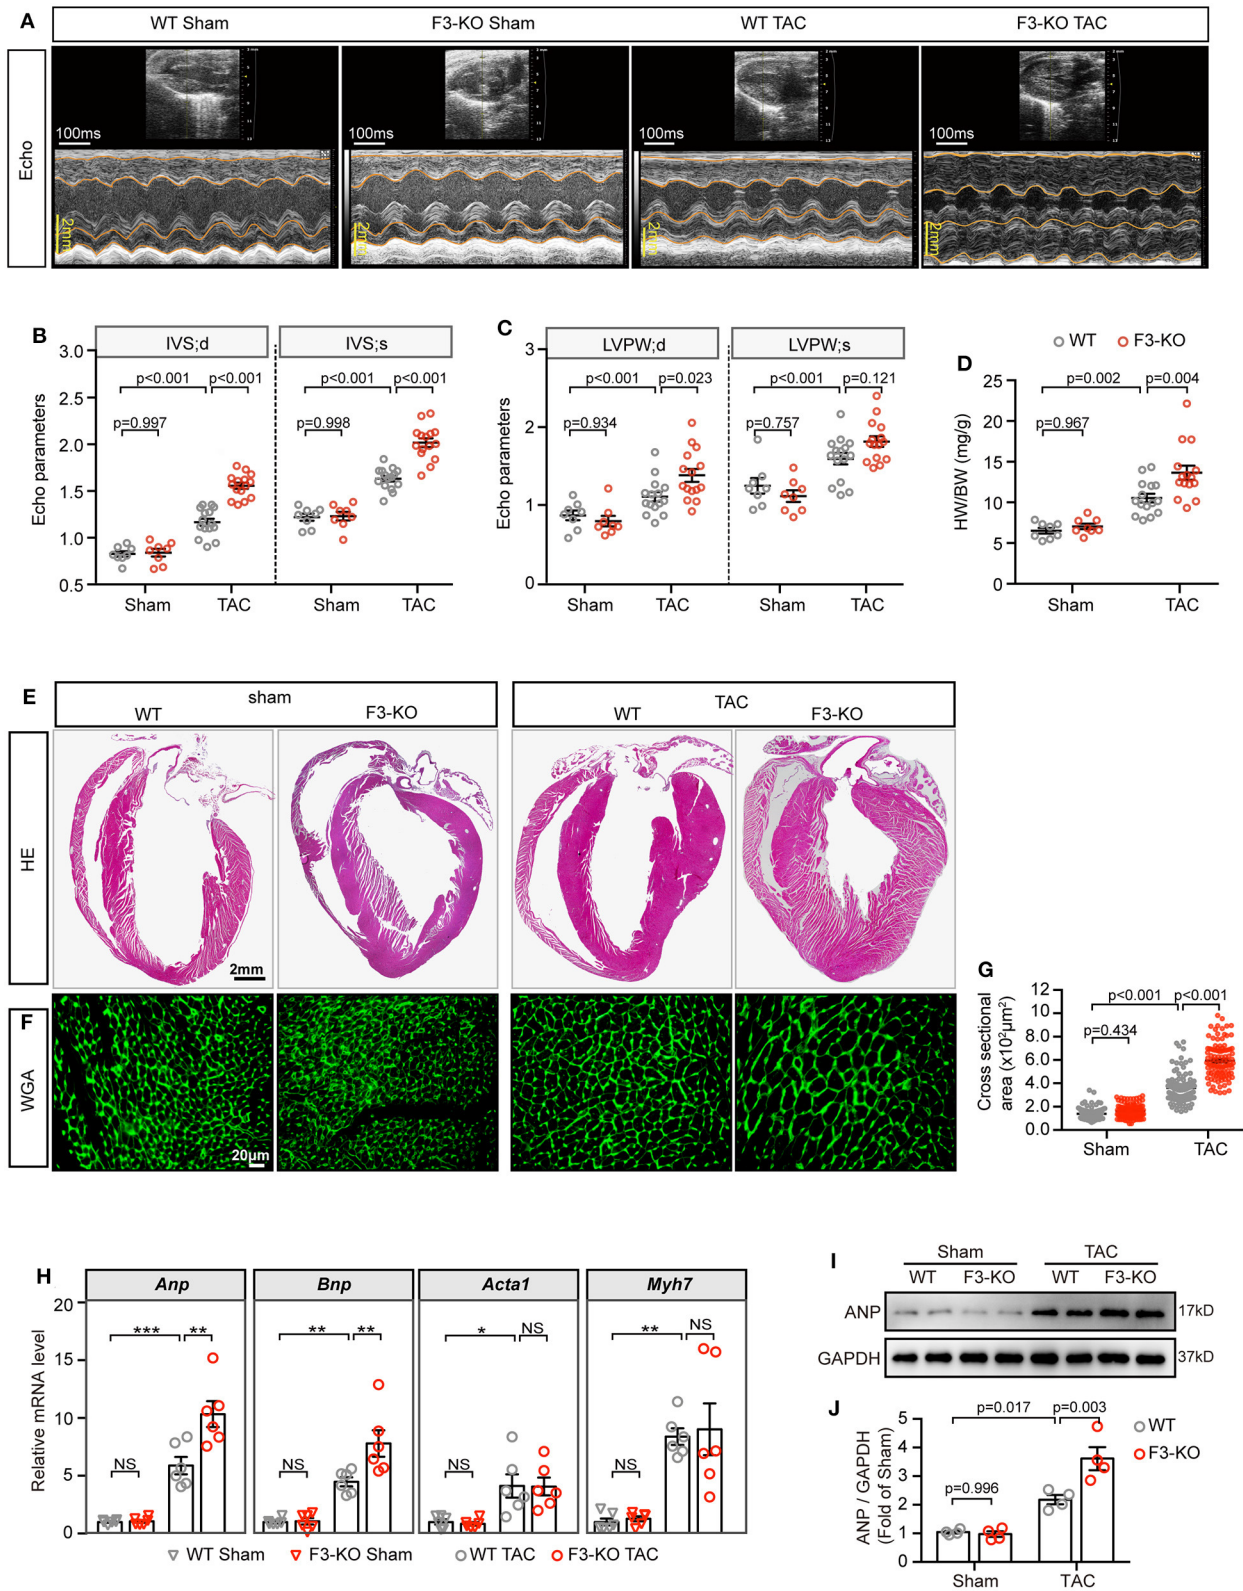 A
WT Sham
F3-KO Sham
WT TAC
F3-KO TAC
Echo
100ms
100ms
100ms
100ms
2mm
2mm
2mm
2mm
B
IVS;d
IVS;s
Echo parameters
3.0
2.5
2.0
1.5
1.0
0.5
p<0.001
p<0.001
p=0.997
p<0.001
p<0.001
p=0.998
Sham
TAC
Sham
TAC
C
LVPW;d
LVPW;s
Echo parameters
3
2
1
0
p<0.001
p=0.023
p=0.934
p<0.001
p=0.121
p=0.757
Sham
TAC
Sham
TAC
WT
F3-KO
D
HW/BW (mg/g)
25
20
15
10
5
0
p=0.002
p=0.004
p=0.967
Sham
TAC
E
sham
WT
F3-KO
TAC
WT
F3-KO
HE
2mm
F
WGA
20μm
G
Cross sectional
area (x10²μm²)
12
10
8.0
6.0
4.0
2.0
0.0
p<0.001
p<0.001
p=0.434
Sham
TAC
H
Anp
Bnp
Acta1
Myh7
Relative mRNA level
20
15
10
5
0
***
**
NS
**
**
NS
*
NS
NS
**
NS
NS
WT Sham
F3-KO Sham
WT TAC
F3-KO TAC
I
Sham
TAC
WT
F3-KO
WT
F3-KO
ANP
17kD
GAPDH
37kD
J
ANP / GAPDH
(Fold of Sham)
5
4
3
2
1
0
p=0.017
p=0.003
p=0.996
WT
F3-KO
Sham
TAC